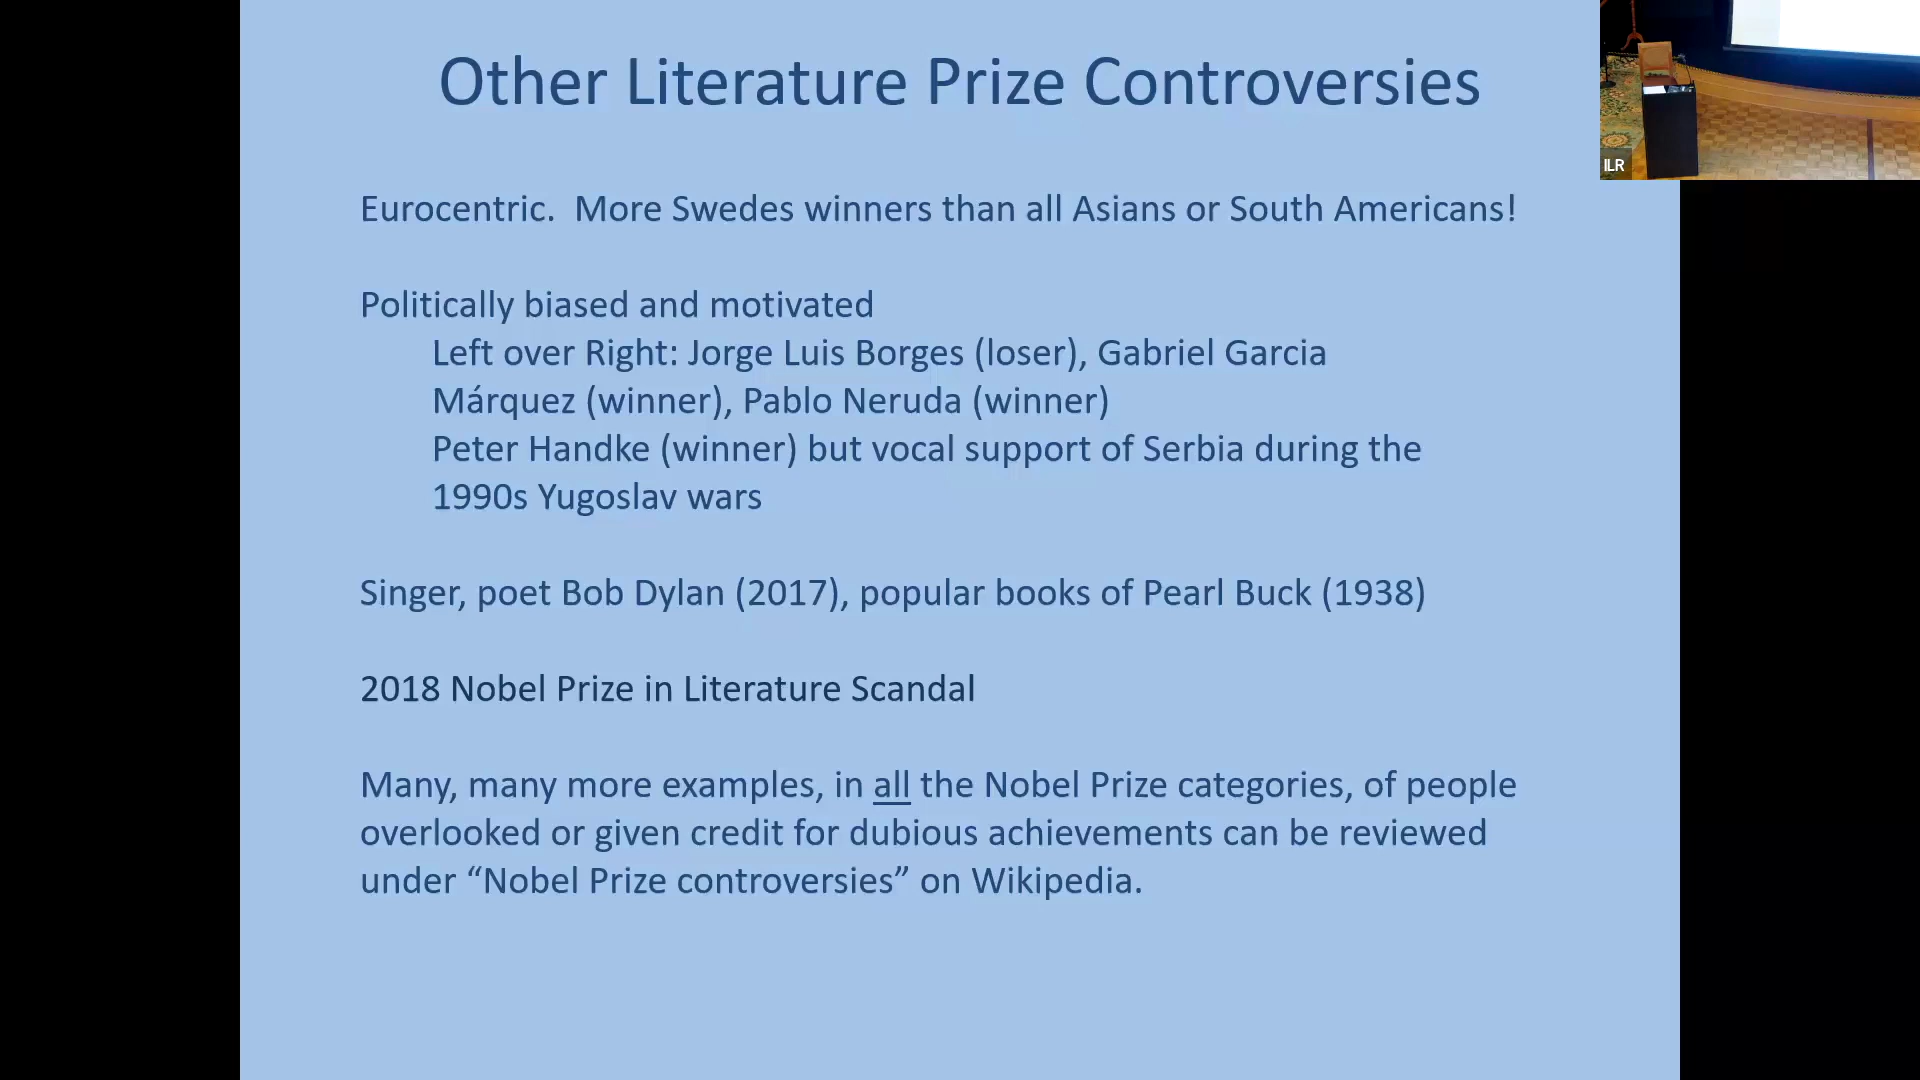 Other Literature Prize Controversies
ILR
Eurocentric.  More Swedes winners than all Asians or South Americans!
Politically biased and motivated
Left over Right: Jorge Luis Borges (loser), Gabriel Garcia
Márquez (winner), Pablo Neruda (winner)
Peter Handke (winner) but vocal support of Serbia during the
1990s Yugoslav wars
Singer, poet Bob Dylan (2017), popular books of Pearl Buck (1938)
2018 Nobel Prize in Literature Scandal
Many, many more examples, in all the Nobel Prize categories, of people
overlooked or given credit for dubious achievements can be reviewed
under “Nobel Prize controversies” on Wikipedia.